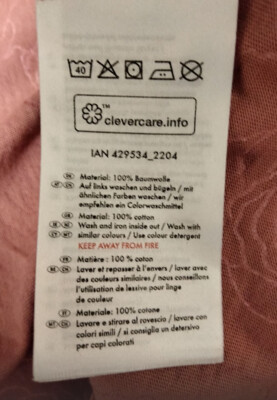 40
clevercare.info
IAN 429534_2204
Material: 100% Baumwolle
Auf links waschen und bügeln / mit
ähnlichen Farben waschen / wir
empfehlen ein Colorwaschmittel
Material: 100% cotton
Wash and iron inside out / Wash with
similar colours / Use colour detergent
KEEP AWAY FROM FIRE
Matière : 100 % coton
Laver et repasser à l'envers / laver avec
des couleurs similaires / nous conseillons
l'utilisation de lessive pour linge
de couleur
Materiale: 100% cotone
Lavare e stirare al rovescio / lavare con
colori simili / si consiglia un detersivo
per capi colorati